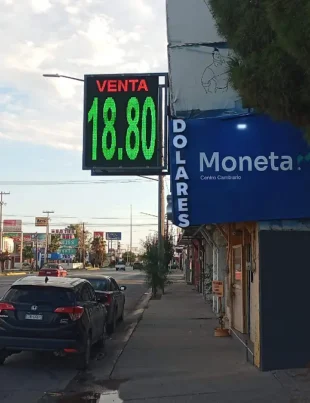 VENTA
18.80
DOLARES
Moneta.
Centro Cambiario